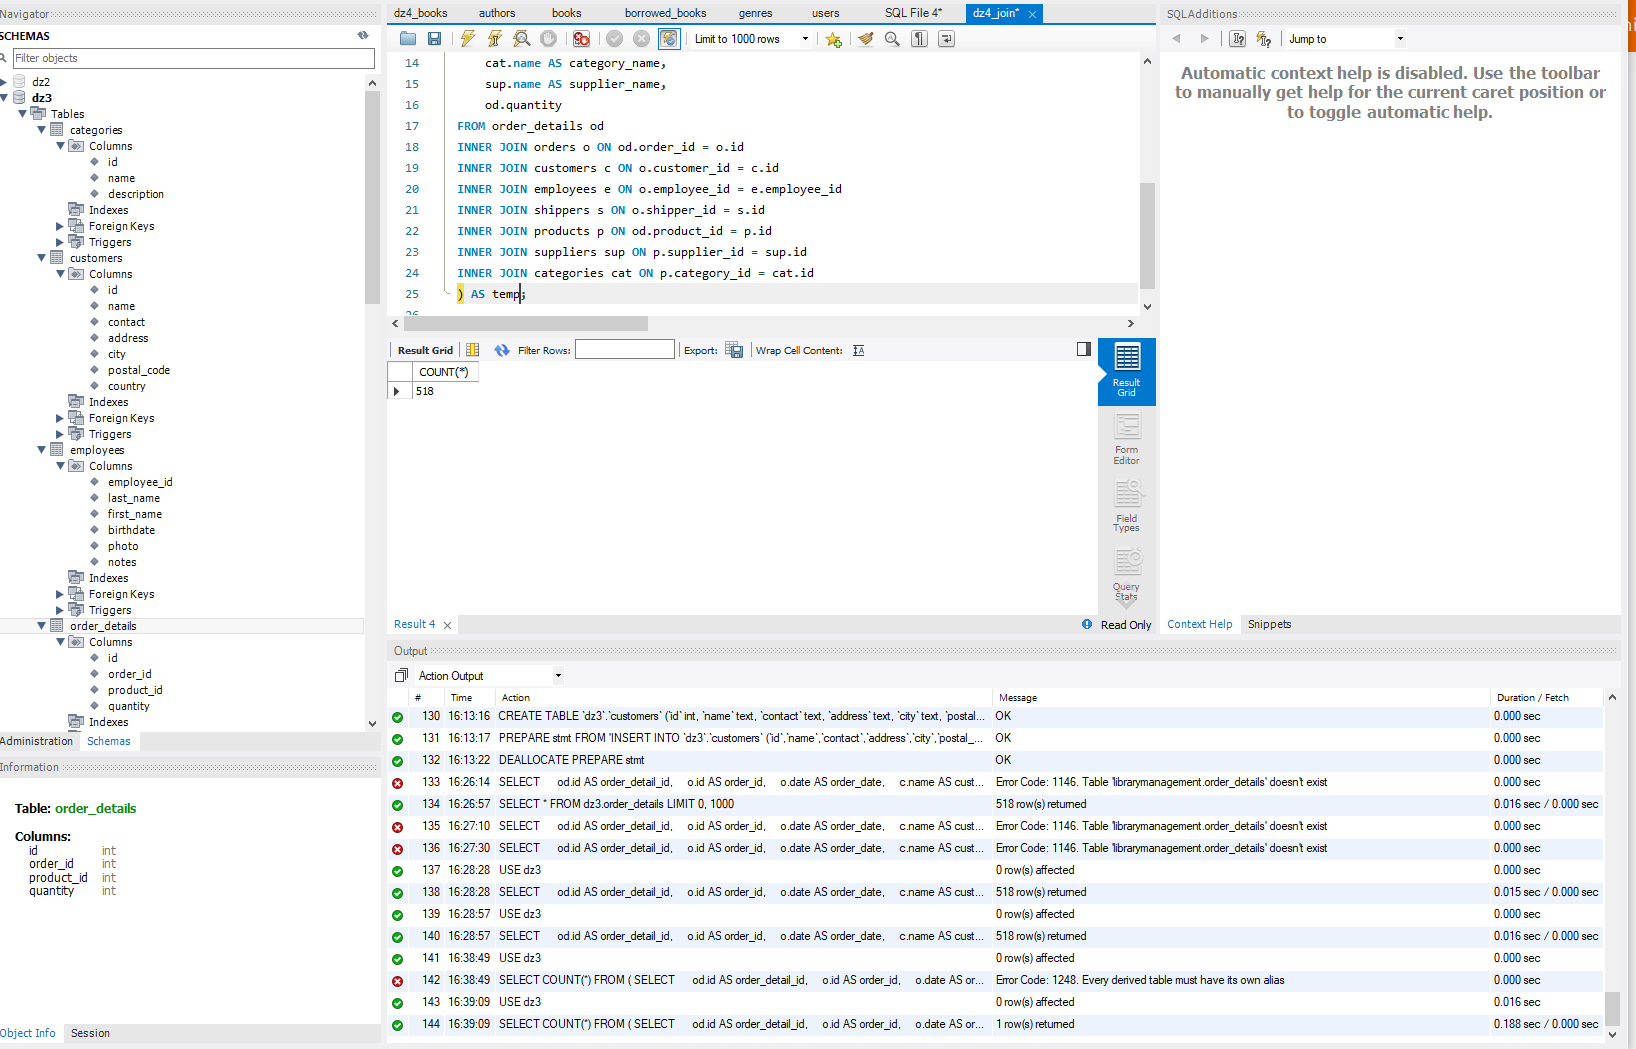 Navigator
SCHEMAS
Filter objects
dz2
dz3
Tables
categories
Columns
id
name
description
Indexes
Foreign Keys
Triggers
customers
Columns
id
name
contact
address
city
postal_code
country
Indexes
Foreign Keys
Triggers
employees
Columns
employee_id
last_name
first_name
birthdate
photo
notes
Indexes
Foreign Keys
Triggers
order_details
Columns
id
order_id
product_id
quantity
Indexes
Administration Schemas
Information
Table: order_details
Columns:
id int
order_id int
product_id int
quantity int
Object Info Session
dz4_books authors books borrowed_books genres users SQL File 4* dz4_join*
Limit to 1000 rows
14 cat.name AS category_name,
15 sup.name AS supplier_name,
16 od.quantity
17 FROM order_details od
18 INNER JOIN orders o ON od.order_id = o.id
19 INNER JOIN customers c ON o.customer_id = c.id
20 INNER JOIN employees e ON o.employee_id = e.employee_id
21 INNER JOIN shippers s ON o.shipper_id = s.id
22 INNER JOIN products p ON od.product_id = p.id
23 INNER JOIN suppliers sup ON p.supplier_id = sup.id
24 INNER JOIN categories cat ON p.category_id = cat.id
25 ) AS temp;
26
Result Grid Filter Rows: Export: Wrap Cell Content:
COUNT(*)
518
Result Grid
Form Editor
Field Types
Query Stats
Result 4 Read Only
SQLAdditions
Jump to
Automatic context help is disabled. Use the toolbar
to manually get help for the current caret position or
to toggle automatic help.
Context Help Snippets
Output
Action Output
# Time Action Message Duration / Fetch
130 16:13:16 CREATE TABLE `dz3`.`customers` (`id` int, `name` text, `contact` text, `address` text, `city` text, `postal... OK 0.000 sec
131 16:13:17 PREPARE stmt FROM 'INSERT INTO `dz3`.`customers` (`id`,`name`,`contact`,`address`,`city`,`postal_... OK 0.000 sec
132 16:13:22 DEALLOCATE PREPARE stmt OK 0.000 sec
133 16:26:14 SELECT od.id AS order_detail_id, o.id AS order_id, o.date AS order_date, c.name AS cust... Error Code: 1146. Table 'librarymanagement.order_details' doesn't exist 0.000 sec
134 16:26:57 SELECT * FROM dz3.order_details LIMIT 0, 1000 518 row(s) returned 0.016 sec / 0.000 sec
135 16:27:10 SELECT od.id AS order_detail_id, o.id AS order_id, o.date AS order_date, c.name AS cust... Error Code: 1146. Table 'librarymanagement.order_details' doesn't exist 0.000 sec
136 16:27:30 SELECT od.id AS order_detail_id, o.id AS order_id, o.date AS order_date, c.name AS cust... Error Code: 1146. Table 'librarymanagement.order_details' doesn't exist 0.000 sec
137 16:28:28 USE dz3 0 row(s) affected 0.000 sec
138 16:28:28 SELECT od.id AS order_detail_id, o.id AS order_id, o.date AS order_date, c.name AS cust... 518 row(s) returned 0.015 sec / 0.000 sec
139 16:28:57 USE dz3 0 row(s) affected 0.000 sec
140 16:28:57 SELECT od.id AS order_detail_id, o.id AS order_id, o.date AS order_date, c.name AS cust... 518 row(s) returned 0.016 sec / 0.000 sec
141 16:38:49 USE dz3 0 row(s) affected 0.000 sec
142 16:38:49 SELECT COUNT(*) FROM ( SELECT od.id AS order_detail_id, o.id AS order_id, o.date AS or... Error Code: 1248. Every derived table must have its own alias 0.000 sec
143 16:39:09 USE dz3 0 row(s) affected 0.016 sec
144 16:39:09 SELECT COUNT(*) FROM ( SELECT od.id AS order_detail_id, o.id AS order_id, o.date AS or... 1 row(s) returned 0.188 sec / 0.000 sec